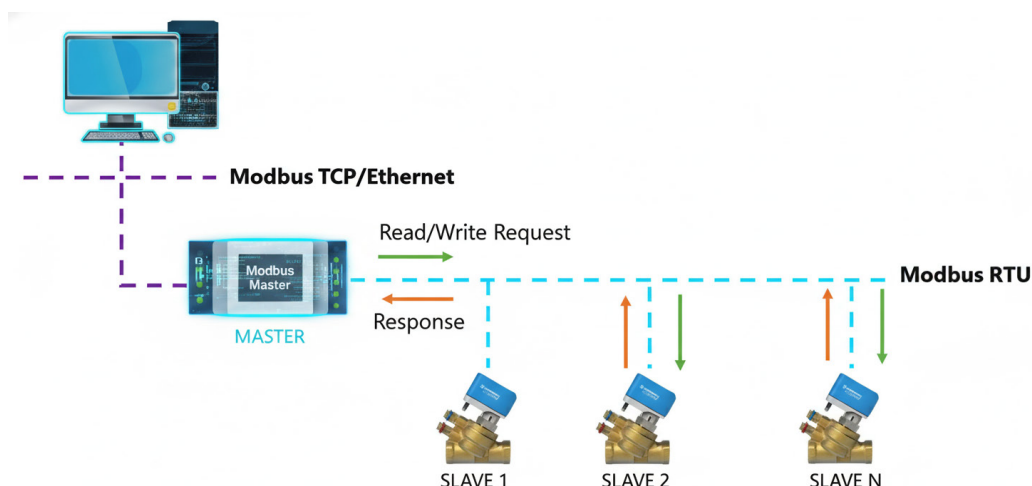 Modbus TCP/Ethernet
Read/Write Request
Modbus
Master
Modbus RTU
Response
MASTER
SLAVE 1
SLAVE 2
SLAVE N